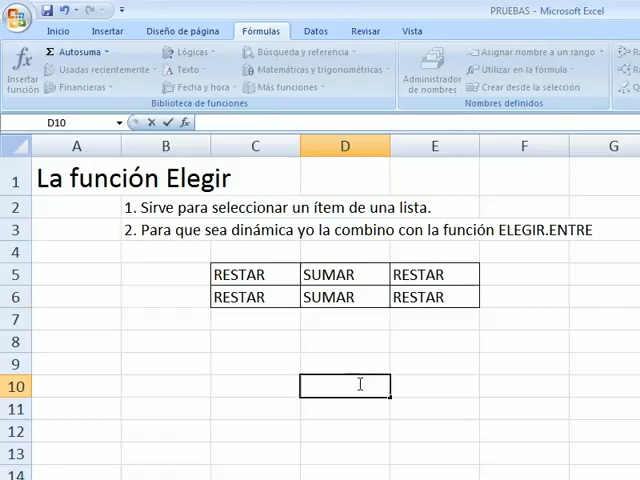 PRUEBAS - Microsoft Excel
Inicio Insertar Diseño de página Fórmulas Datos Revisar Vista
Insertar función
Autosuma
Usadas recientemente
Financieras
Lógicas
Texto
Fecha y hora
Búsqueda y referencia
Matemáticas y trigonométricas
Más funciones
Biblioteca de funciones
Administrador de nombres
Asignar nombre a un rango
Utilizar en la fórmula
Crear desde la selección
Nombres definidos
D10 fx
A B C D E F G
1 La función Elegir
2 1. Sirve para seleccionar un ítem de una lista.
3 2. Para que sea dinámica yo la combino con la función ELEGIR.ENTRE
4
5 RESTAR SUMAR RESTAR
6 RESTAR SUMAR RESTAR
7
8
9
10
11
12
13
14